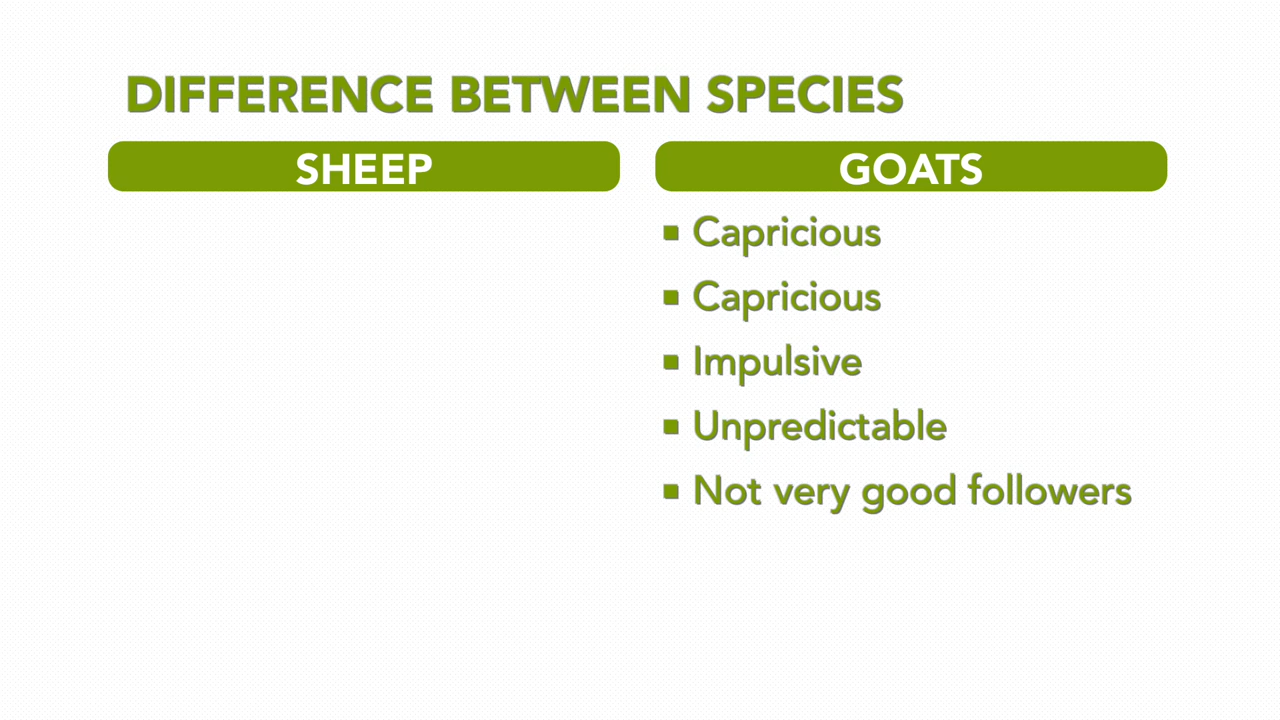 DIFFERENCE BETWEEN SPECIES
SHEEP
GOATS
▪ Capricious
▪ Capricious
▪ Impulsive
▪ Unpredictable
▪ Not very good followers